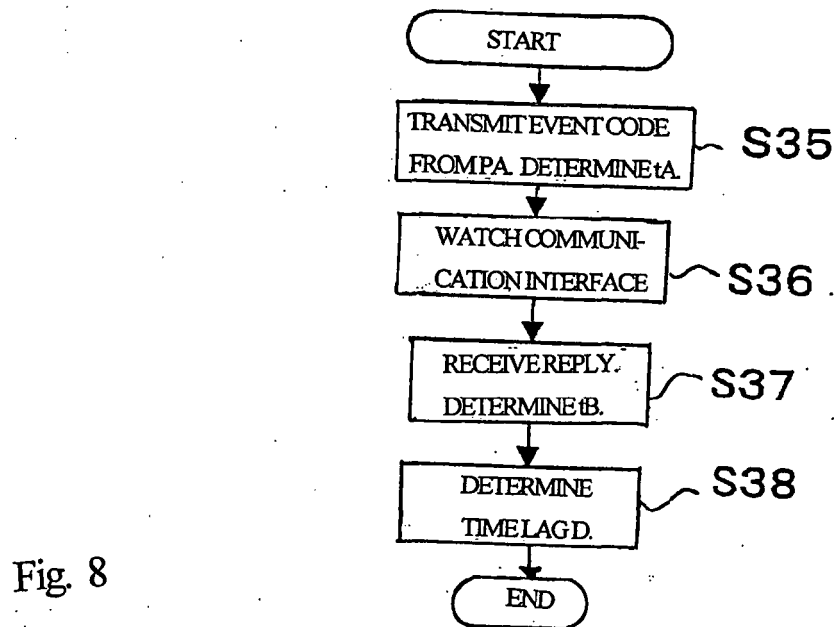 START
TRANSMIT EVENT CODE
FROM PA. DETERMINE tA.
S35
WATCH COMMUNI-
CATION INTERFACE
S36
RECEIVE REPLY.
DETERMINE tB.
S37
DETERMINE
TIME LAG D.
S38
END
Fig. 8